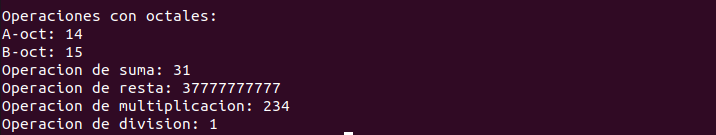 Operaciones con octales:
A-oct: 14
B-oct: 15
Operacion de suma: 31
Operacion de resta: 37777777777
Operacion de multiplicacion: 234
Operacion de division: 1